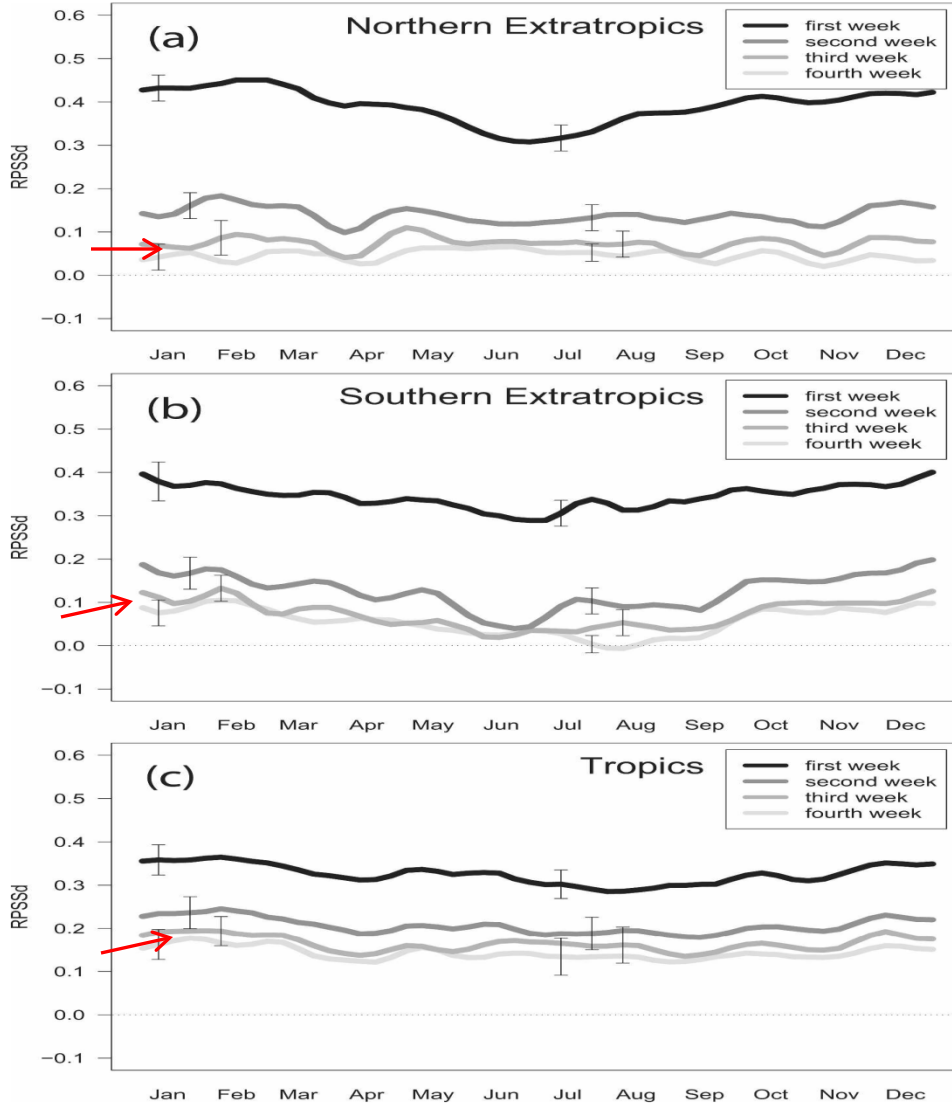 (a) Northern Extratropics
first week
second week
third week
fourth week
RPSSd
0.6
0.5
0.4
0.3
0.2
0.1
0.0
−0.1
Jan Feb Mar Apr May Jun Jul Aug Sep Oct Nov Dec
(b) Southern Extratropics
first week
second week
third week
fourth week
RPSSd
0.6
0.5
0.4
0.3
0.2
0.1
0.0
−0.1
Jan Feb Mar Apr May Jun Jul Aug Sep Oct Nov Dec
(c) Tropics
first week
second week
third week
fourth week
RPSSd
0.6
0.5
0.4
0.3
0.2
0.1
0.0
−0.1
Jan Feb Mar Apr May Jun Jul Aug Sep Oct Nov Dec